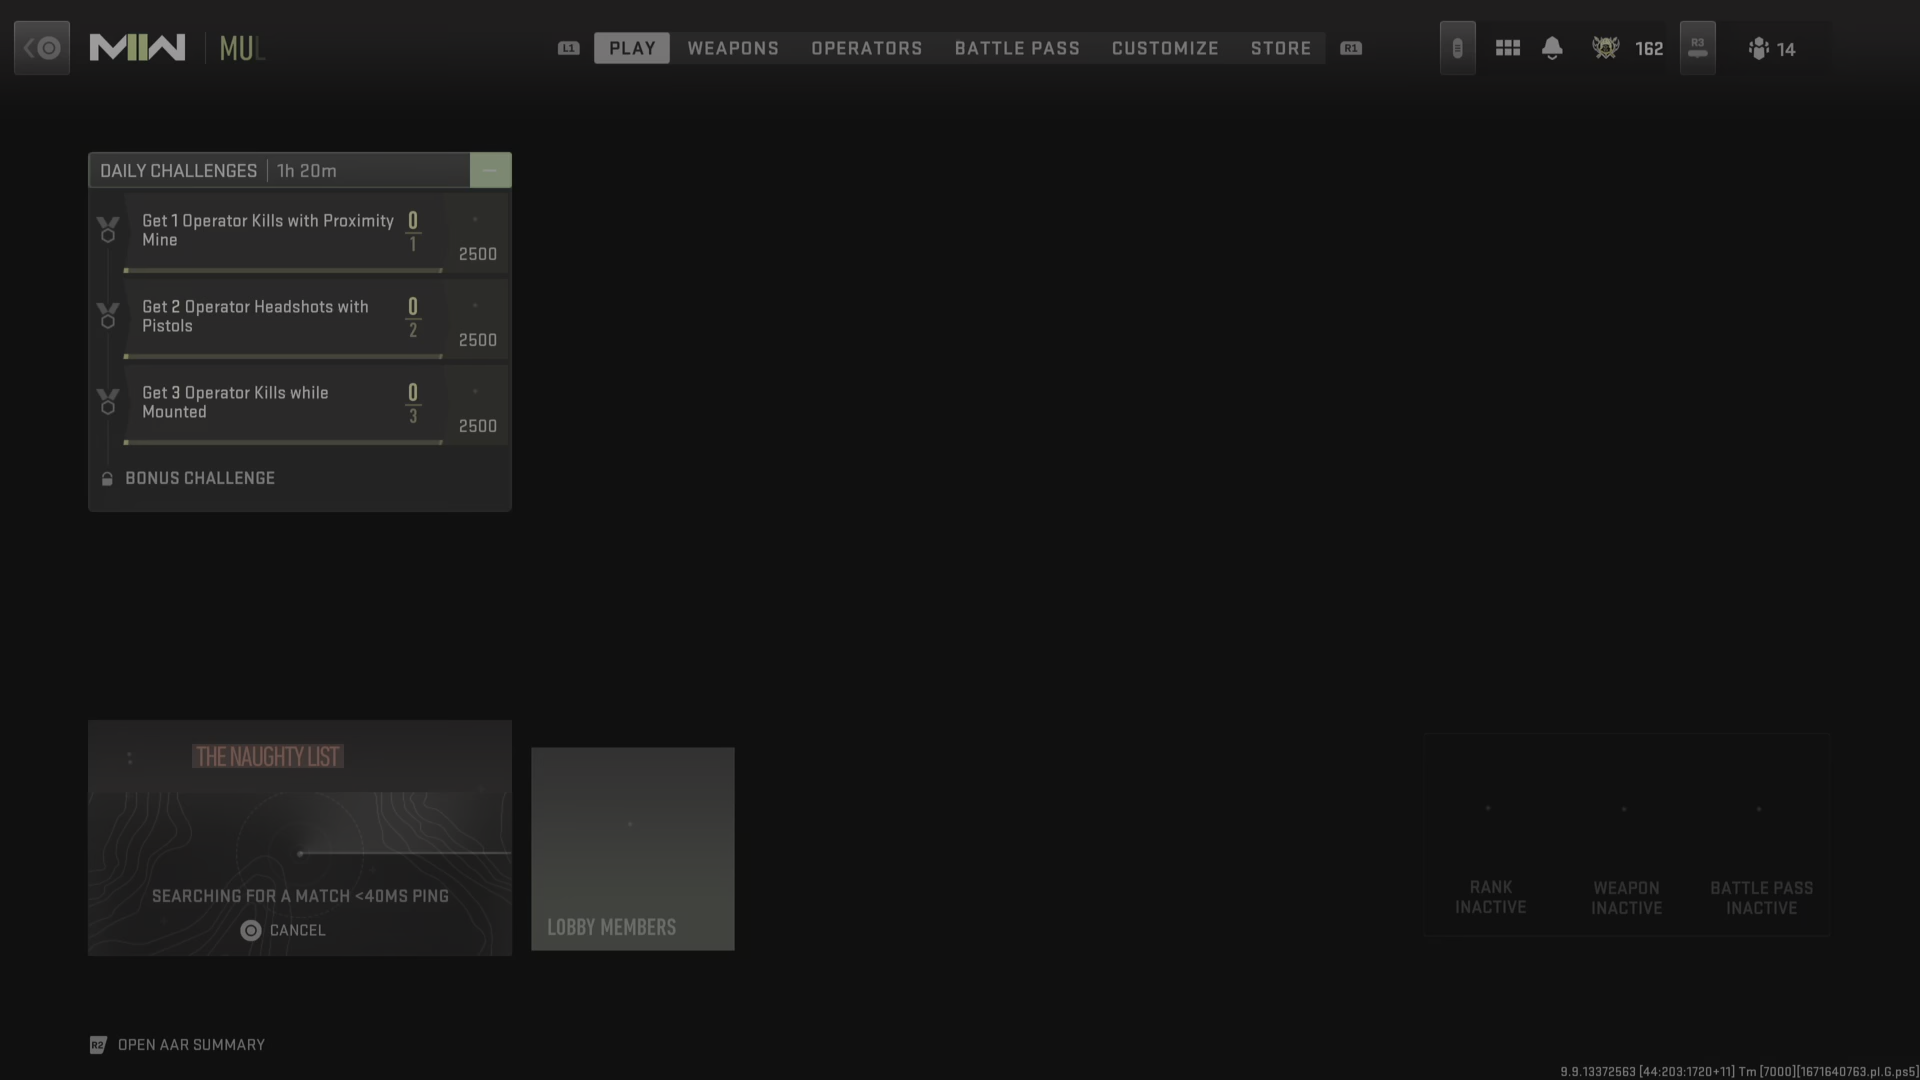 MWII MUL
L1 PLAY WEAPONS OPERATORS BATTLE PASS CUSTOMIZE STORE R1
162 R3 14
DAILY CHALLENGES 1h 20m
Get 1 Operator Kills with Proximity
Mine
0
1
2500
Get 2 Operator Headshots with
Pistols
0
2
2500
Get 3 Operator Kills while
Mounted
0
3
2500
BONUS CHALLENGE
THE NAUGHTY LIST
SEARCHING FOR A MATCH <40MS PING
CANCEL
LOBBY MEMBERS
RANK
INACTIVE
WEAPON
INACTIVE
BATTLE PASS
INACTIVE
R2 OPEN AAR SUMMARY
9.9.13372563 [44:203:1720+11] Tm [7000][1671640763.pl.G.ps5]